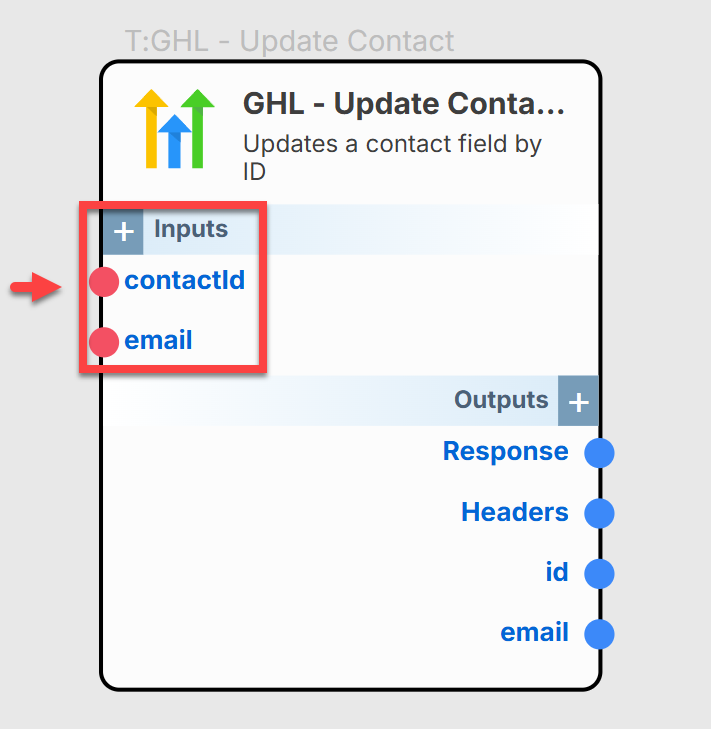 T:GHL - Update Contact
GHL - Update Conta...
Updates a contact field by
ID
+ Inputs
contactId
email
Outputs +
Response
Headers
id
email